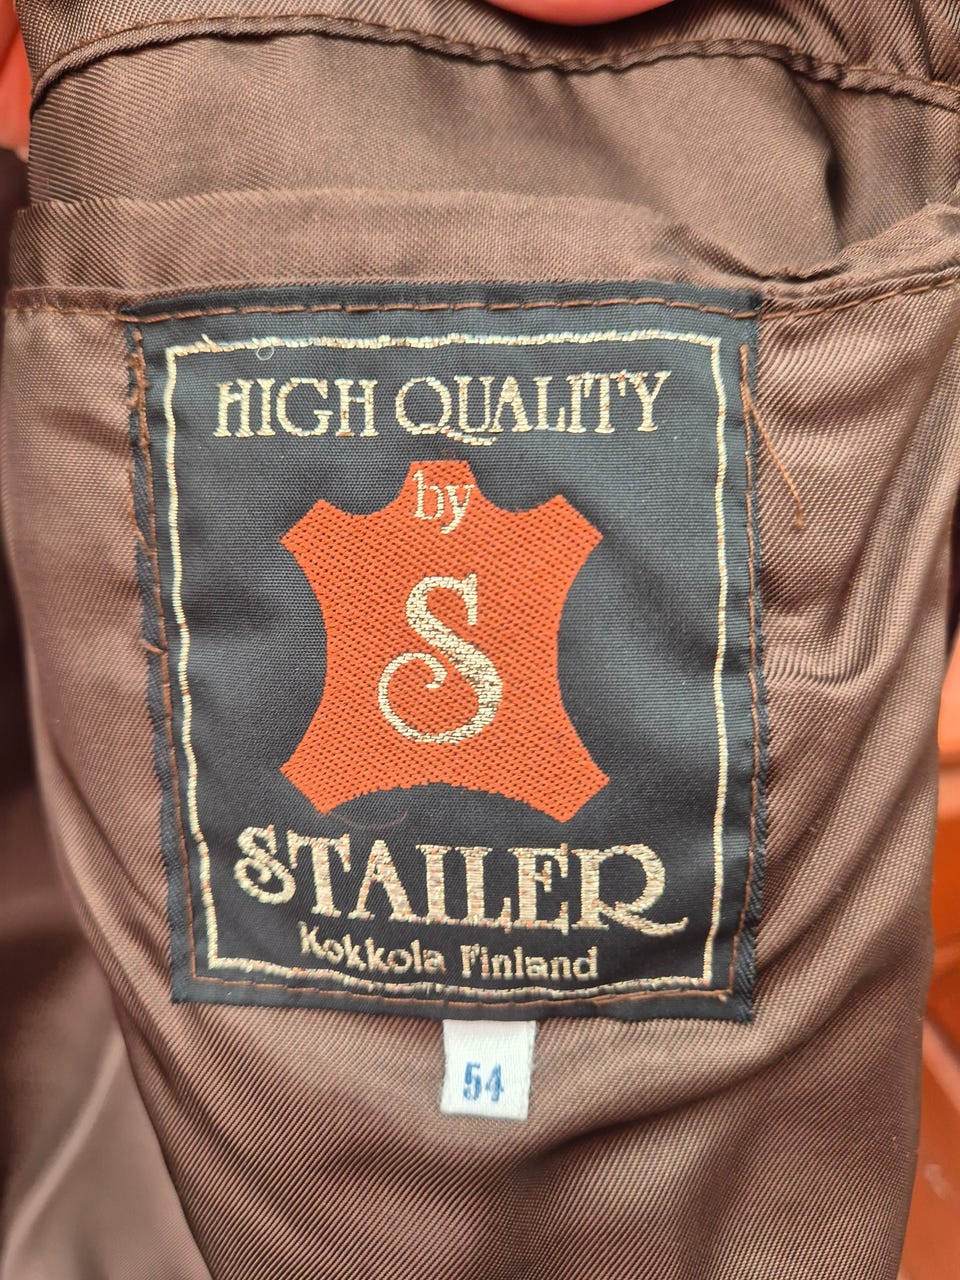 HIGH QUALITY
by
S
STAILER
Kokkola Finland
54